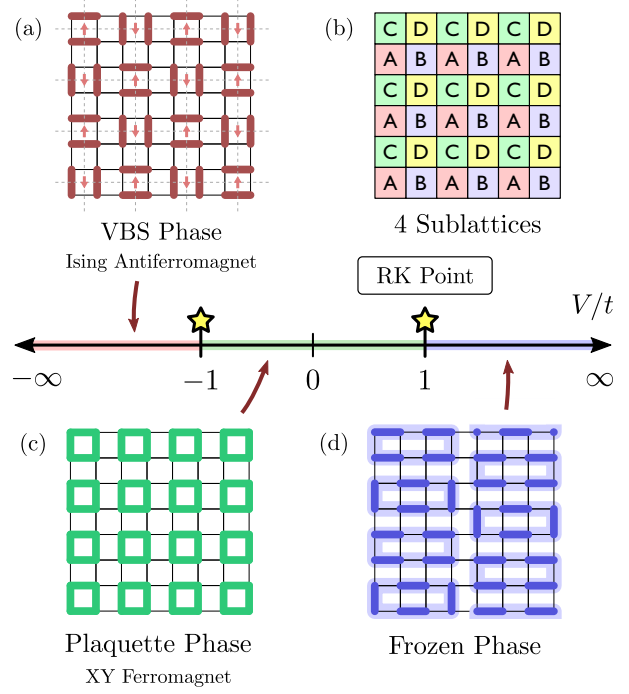 (a)
(b)
C D C D C D
A B A B A B
C D C D C D
A B A B A B
C D C D C D
A B A B A B
VBS Phase
Ising Antiferromagnet
4 Sublattices
RK Point
V/t
−∞ −1 0 1 ∞
(c)
(d)
Plaquette Phase
XY Ferromagnet
Frozen Phase